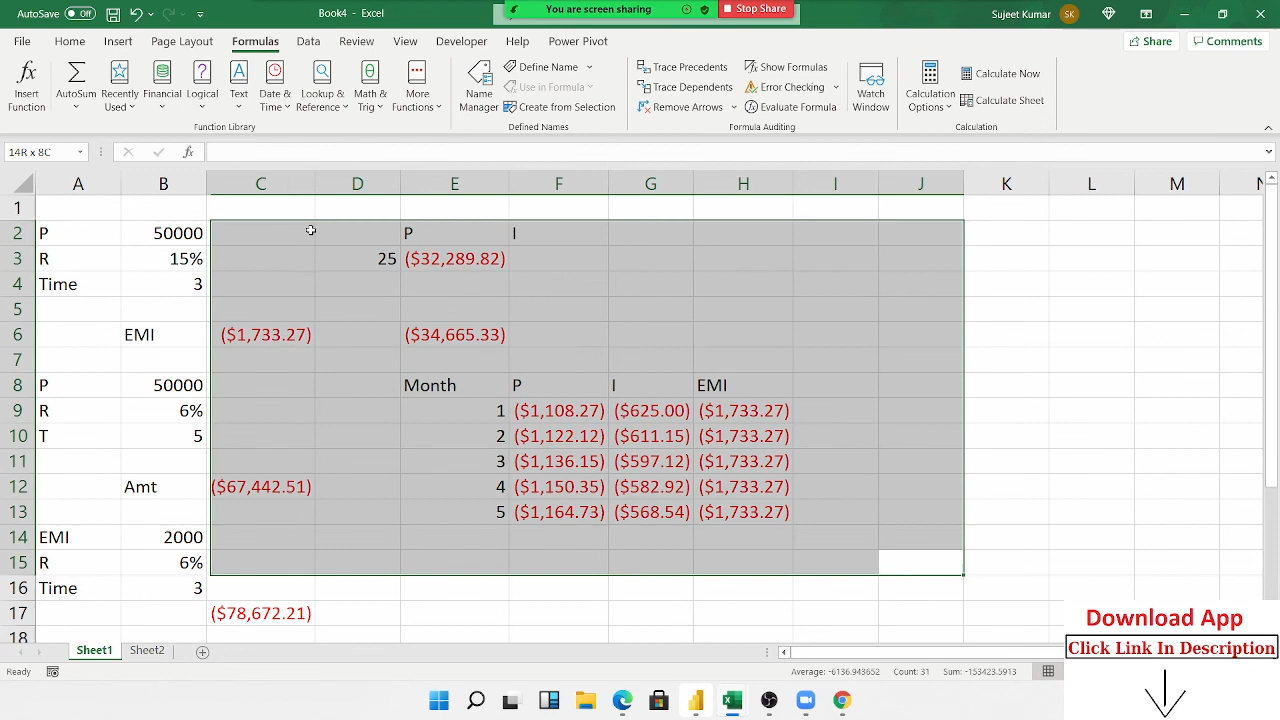 AutoSave Off Book4 - Excel You are screen sharing Stop Share Sujeet Kumar SK
File Home Insert Page Layout Formulas Data Review View Developer Help Power Pivot Share Comments
Insert Function
AutoSum
Recently Used
Financial
Logical
Text
Date & Time
Lookup & Reference
Math & Trig
More Functions
Function Library
Name Manager
Define Name
Use in Formula
Create from Selection
Defined Names
Trace Precedents
Trace Dependents
Remove Arrows
Show Formulas
Error Checking
Evaluate Formula
Formula Auditing
Watch Window
Calculation Options
Calculate Now
Calculate Sheet
Calculation
14R x 8C fx
A B C D E F G H I J K L M N
1
2 P 50000 P I
3 R 15% 25 ($32,289.82)
4 Time 3
5
6 EMI ($1,733.27) ($34,665.33)
7
8 P 50000 Month P I EMI
9 R 6% 1 ($1,108.27) ($625.00) ($1,733.27)
10 T 5 2 ($1,122.12) ($611.15) ($1,733.27)
11 3 ($1,136.15) ($597.12) ($1,733.27)
12 Amt ($67,442.51) 4 ($1,150.35) ($582.92) ($1,733.27)
13 5 ($1,164.73) ($568.54) ($1,733.27)
14 EMI 2000
15 R 6%
16 Time 3
17 ($78,672.21)
18
Download App
Click Link In Description
Sheet1 Sheet2
Ready Average: -6136.943652 Count: 31 Sum: -153423.5913